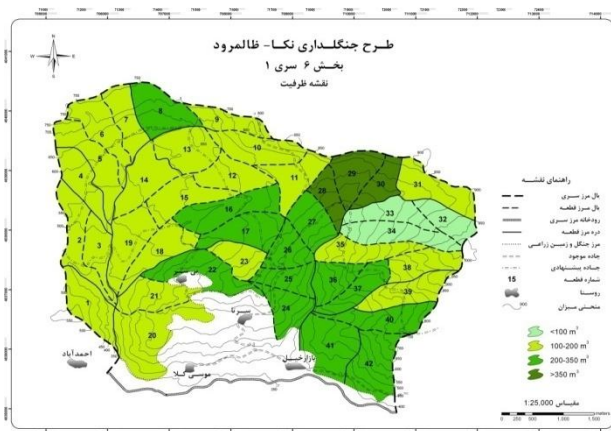 طرح جنگلداری نکا- ظالمرود
بخش ۶ سری ۱
نقشه ظرفیت
8
9
7
6
10
13
5
4
12
11
29
30
31
28
14
15
16
33
32
27
34
2
3
19
18
17
26
35
23
38
22
25
36
37
39
1
21
24
40
20
41
42
سرتا
احمدآباد
موسی کلا
بازارخیل
راهنمای نقشه
یال مرز سری
یال مرز قطعه
رودخانه مرز سری
دره مرز قطعه
مرز جنگل و زمین زراعی
جاده موجود
جاده پیشنهادی
15 شماره قطعه
روستا
منحنی میزان
<100 m³
100-200 m³
200-350 m³
>350 m³
مقیاس 1:25,000